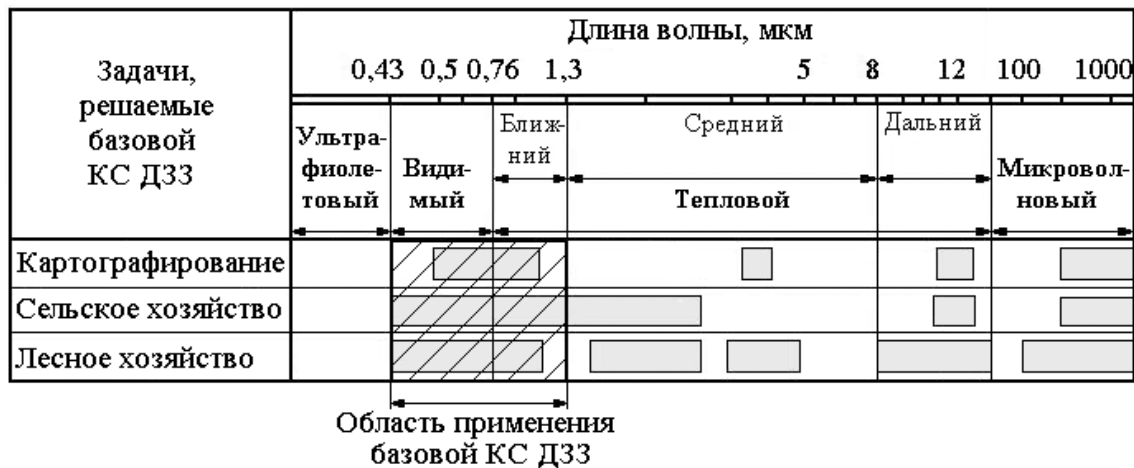 Задачи,
решаемые
базовой
КС ДЗЗ
Длина волны, мкм
0,43 0,5 0,76 1,3 5 8 12 100 1000
Ультра-
фиоле-
товый
Види-
мый
Ближ-
ний
Средний
Дальний
Тепловой
Микровол-
новый
Картографирование
Сельское хозяйство
Лесное хозяйство
Область применения
базовой КС ДЗЗ